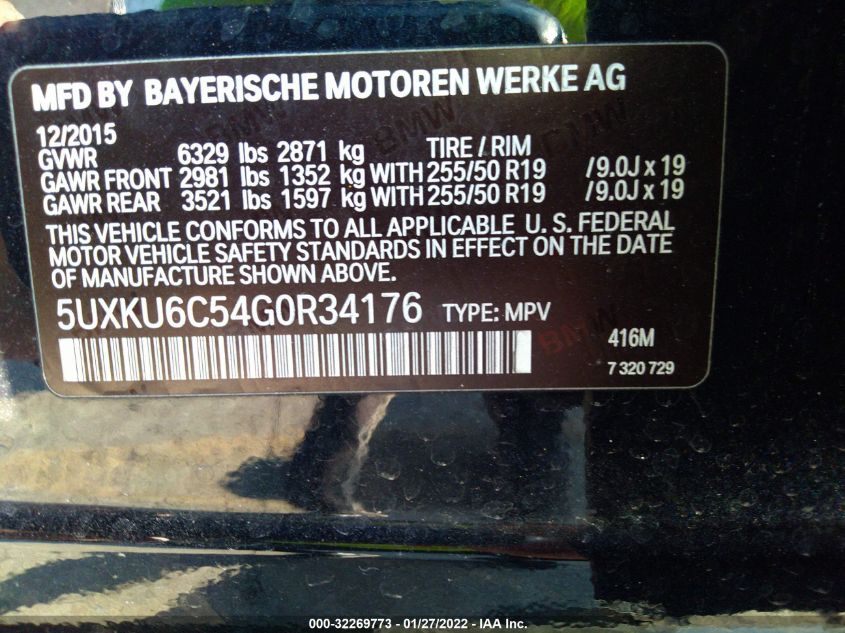 MFD BY BAYERISCHE MOTOREN WERKE AG
12/2015
GVWR 6329 lbs 2871 kg TIRE / RIM
GAWR FRONT 2981 lbs 1352 kg WITH 255/50 R19 /9.0J x 19
GAWR REAR 3521 lbs 1597 kg WITH 255/50 R19 /9.0J x 19
THIS VEHICLE CONFORMS TO ALL APPLICABLE U. S. FEDERAL
MOTOR VEHICLE SAFETY STANDARDS IN EFFECT ON THE DATE
OF MANUFACTURE SHOWN ABOVE.
5UXKU6C54G0R34176 TYPE: MPV
416M
7 320 729
BMW
BMW
BMW
000-32269773 - 01/27/2022 - IAA Inc.